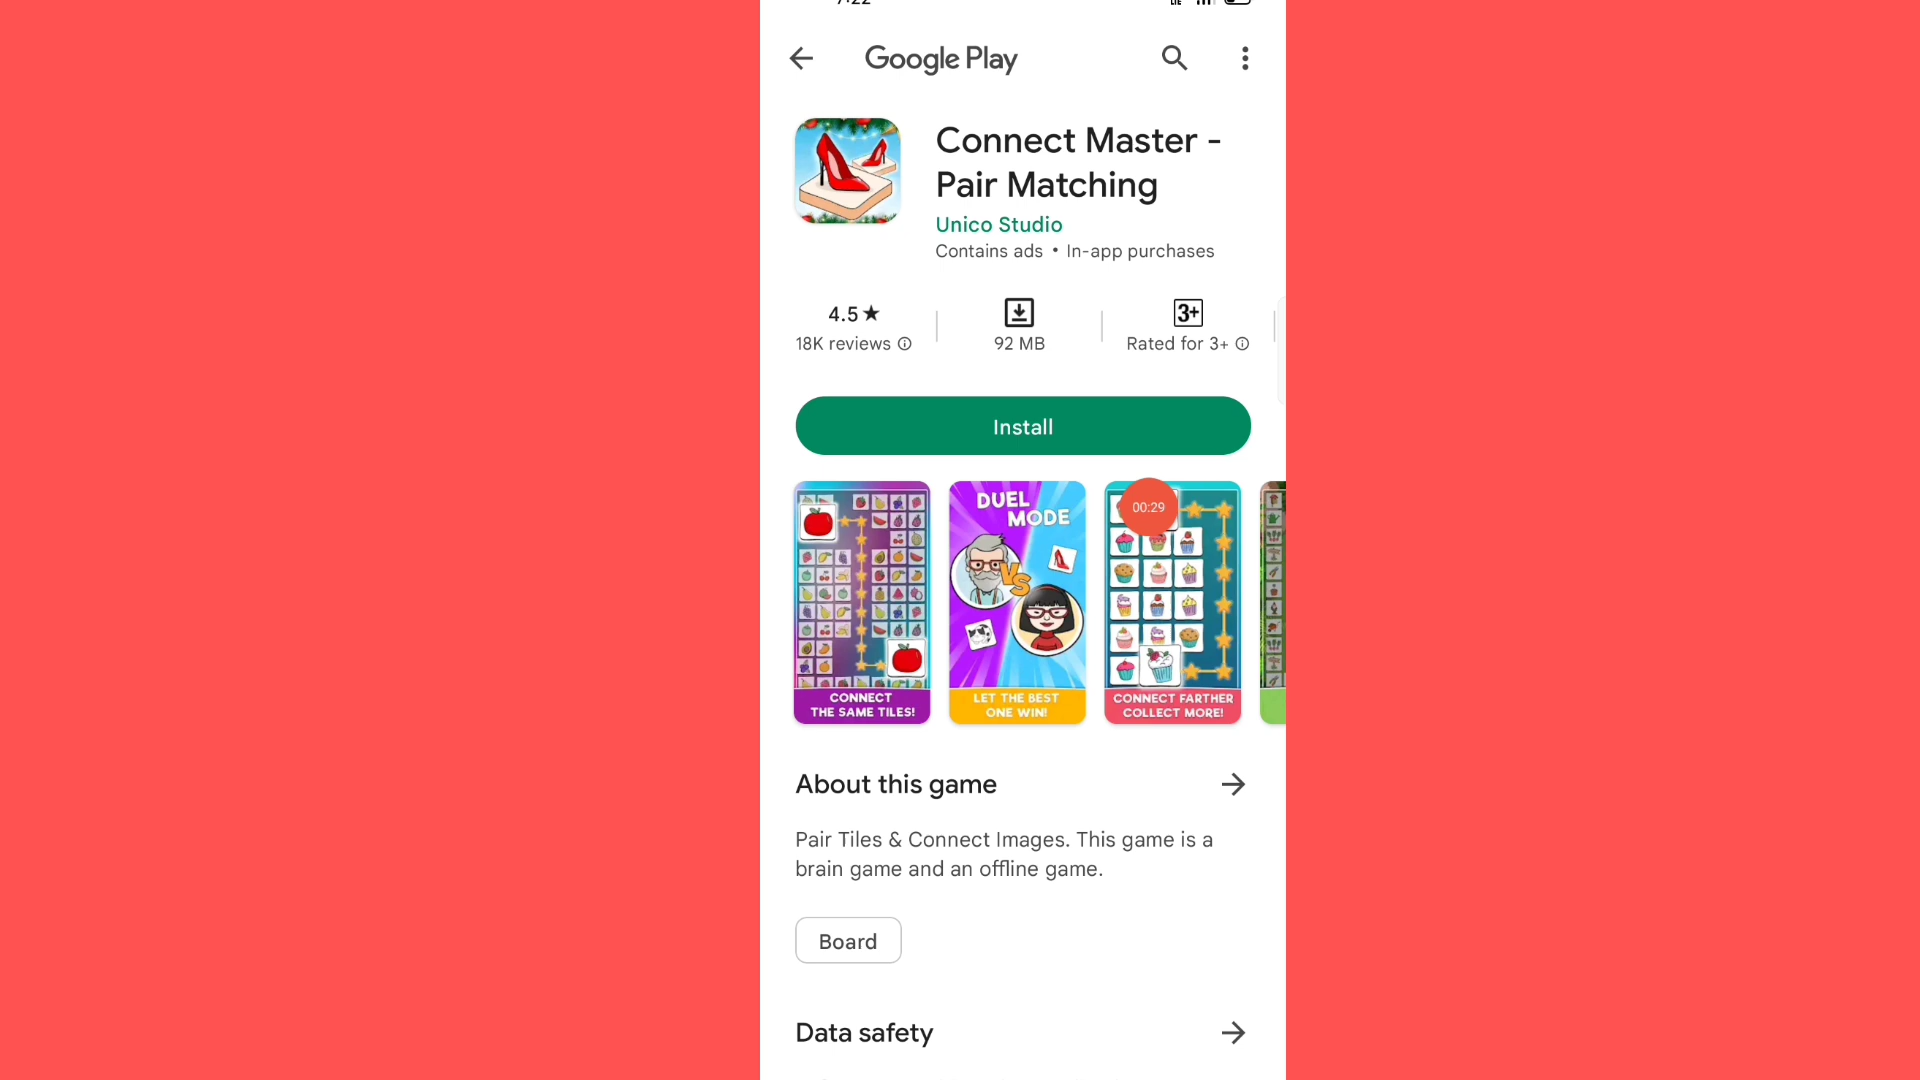 7:22
Google Play
Connect Master -
Pair Matching
Unico Studio
Contains ads • In-app purchases
4.5★
18K reviews
92 MB
3+
Rated for 3+
Install
DUEL
MODE
VS
00:29
CONNECT
THE SAME TILES!
LET THE BEST
ONE WIN!
CONNECT FARTHER
COLLECT MORE!
About this game
Pair Tiles & Connect Images. This game is a
brain game and an offline game.
Board
Data safety